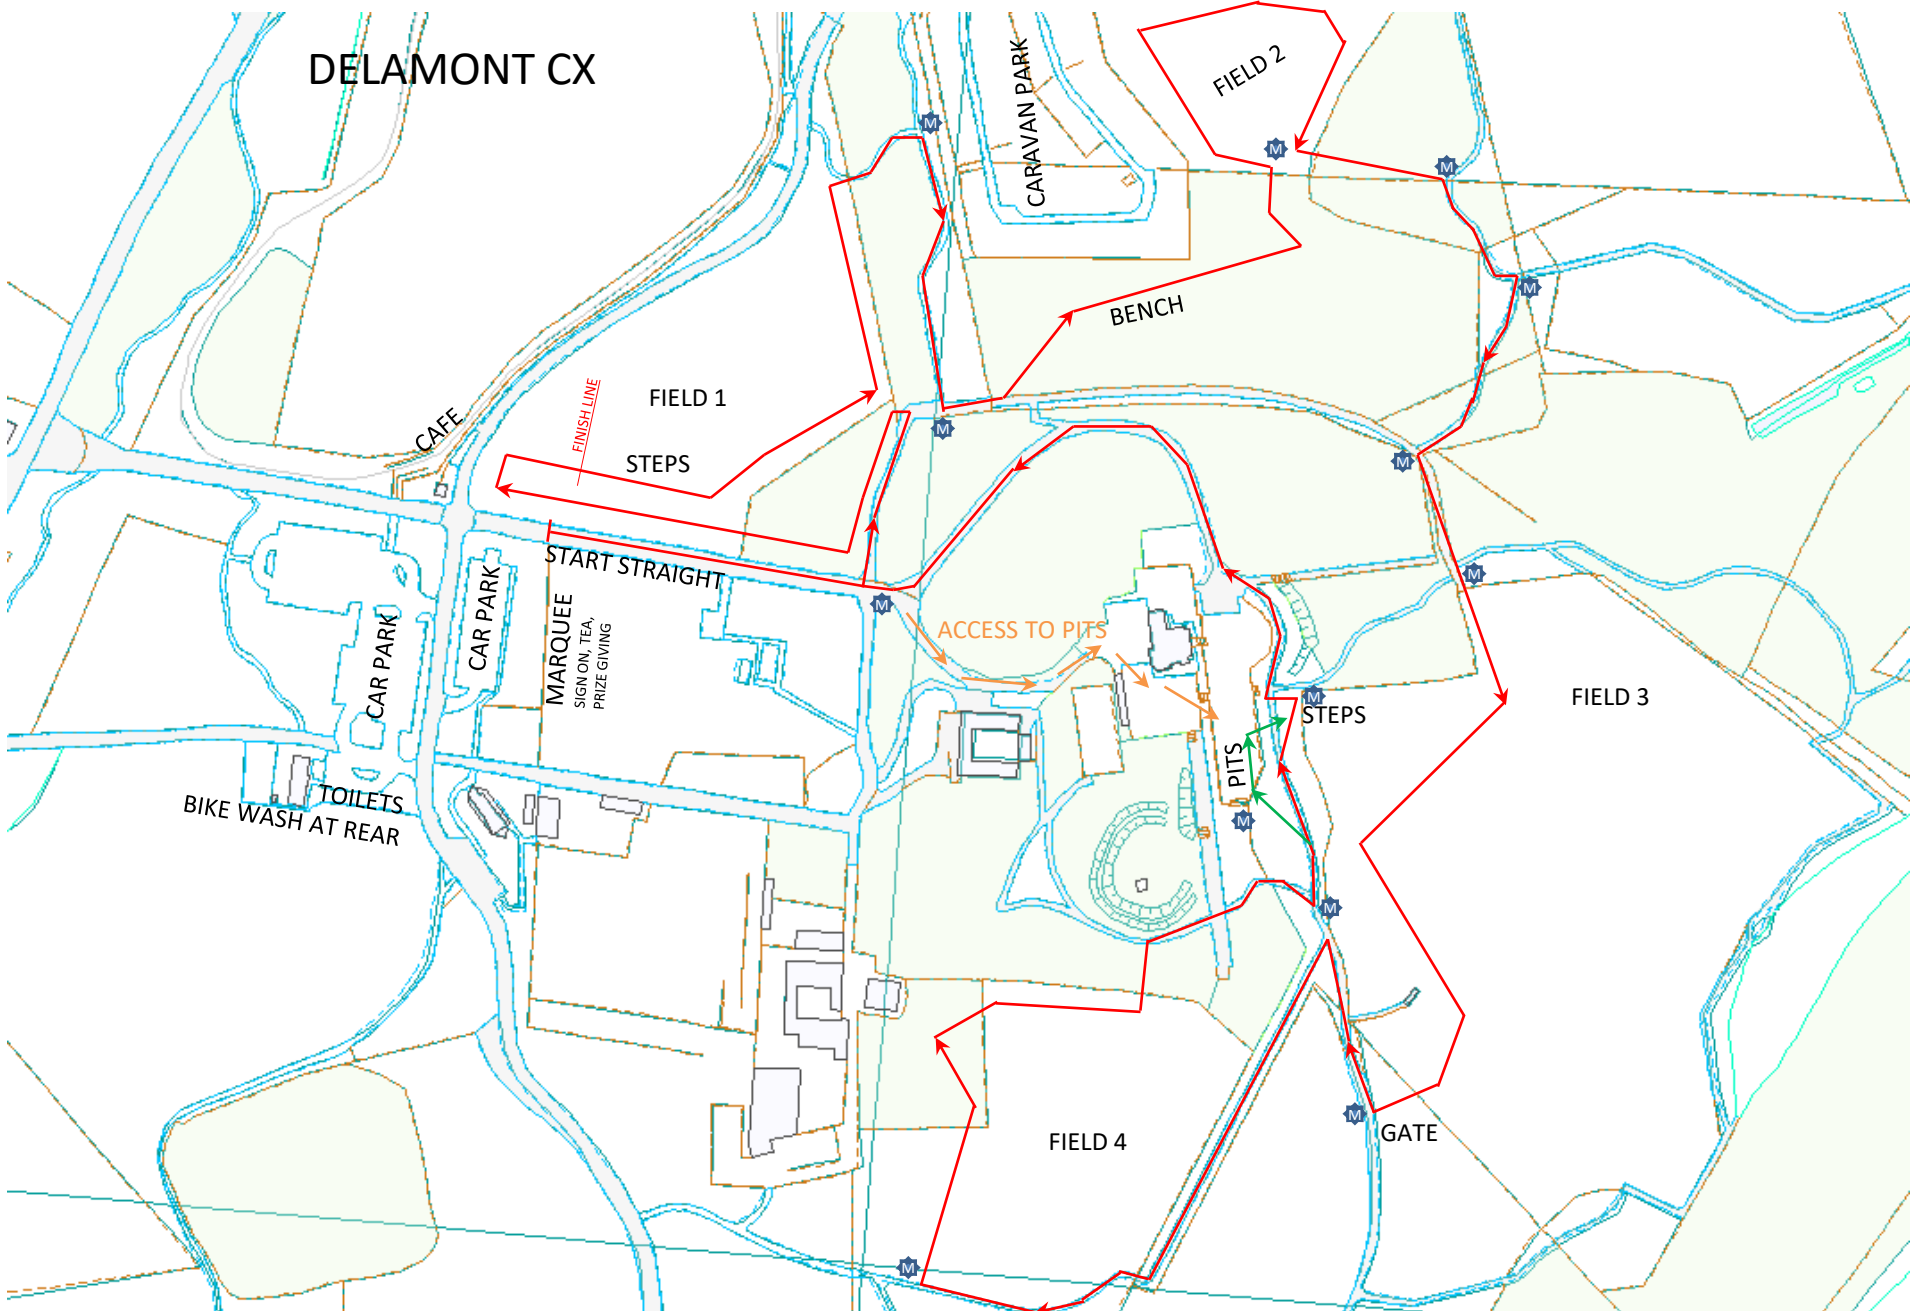 DELAMONT CX
CARAVAN PARK
FIELD 2
M
M
M
M
BENCH
FIELD 1
FINISH LINE
CAFE
STEPS
M
M
START STRAIGHT
M
M
CAR PARK
CAR PARK
MARQUEE
SIGN ON, TEA,
PRIZE GIVING
ACCESS TO PITS
M
STEPS
FIELD 3
PITS
M
TOILETS
BIKE WASH AT REAR
M
M
GATE
FIELD 4
M